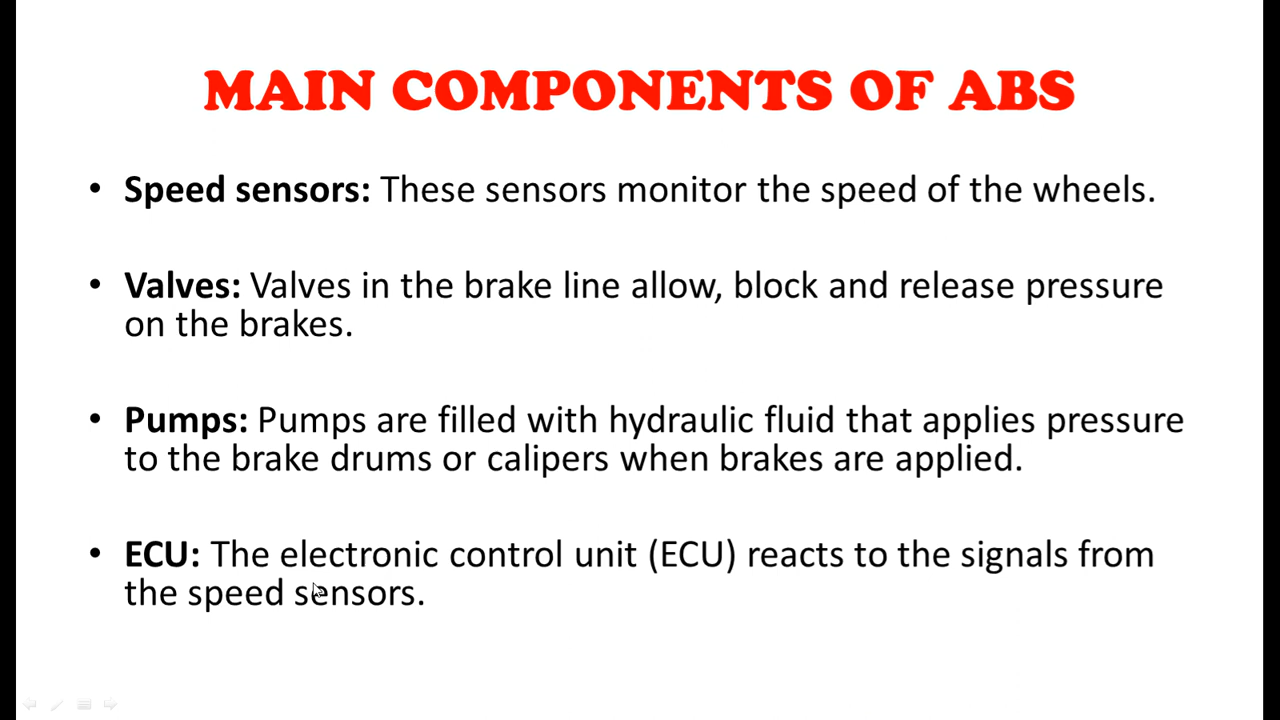 MAIN COMPONENTS OF ABS
• Speed sensors: These sensors monitor the speed of the wheels.
• Valves: Valves in the brake line allow, block and release pressure
on the brakes.
• Pumps: Pumps are filled with hydraulic fluid that applies pressure
to the brake drums or calipers when brakes are applied.
• ECU: The electronic control unit (ECU) reacts to the signals from
the speed sensors.